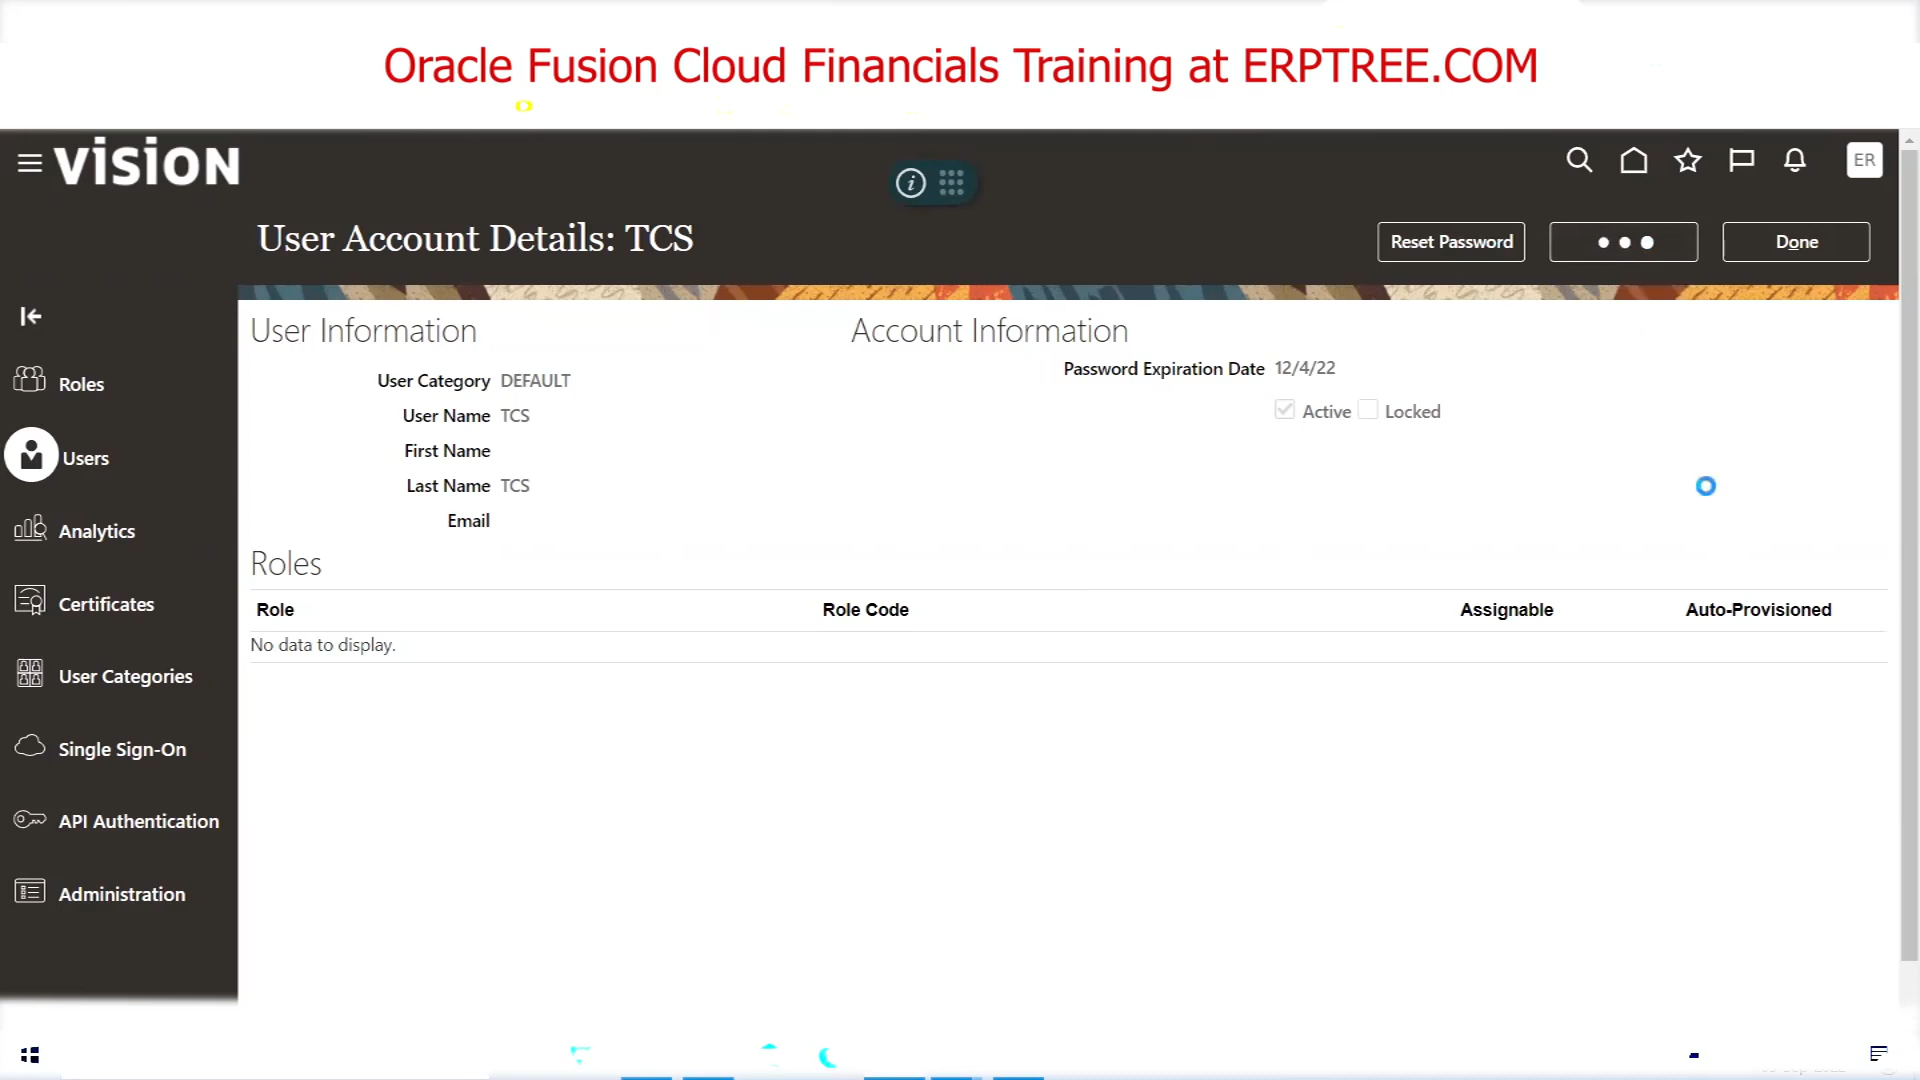 Oracle Fusion Cloud Financials Training at ERPTREE.COM
VISION
ER
User Account Details: TCS
Reset Password
Done
Roles
Users
Analytics
Certificates
User Categories
Single Sign-On
API Authentication
Administration
User Information
User Category DEFAULT
User Name TCS
First Name
Last Name TCS
Email
Account Information
Password Expiration Date 12/4/22
Active Locked
Roles
Role Role Code Assignable Auto-Provisioned
No data to display.